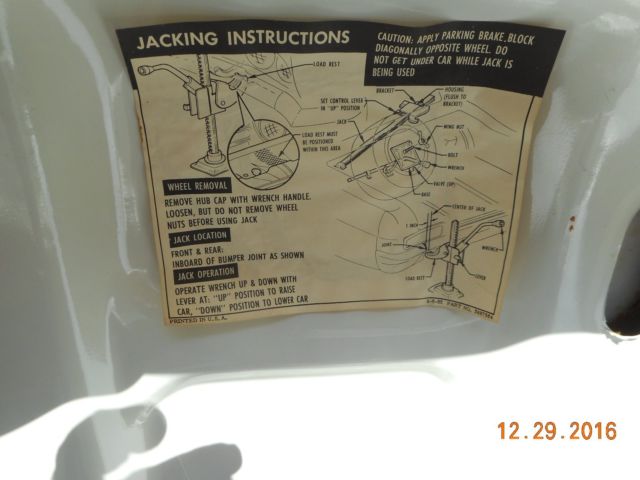 JACKING INSTRUCTIONS
CAUTION: APPLY PARKING BRAKE. BLOCK
DIAGONALLY OPPOSITE WHEEL. DO
NOT GET UNDER CAR WHILE JACK IS
BEING USED
LOAD REST
BRACKET
HOUSING
(FLUSH TO
BRACKET)
SET CONTROL LEVER
IN "UP" POSITION
JACK
WING NUT
LOAD REST MUST
BE POSITIONED
WITHIN THIS AREA
BOLT
WRENCH
VALVE (UP)
BASE
WHEEL REMOVAL
REMOVE HUB CAP WITH WRENCH HANDLE.
LOOSEN, BUT DO NOT REMOVE WHEEL
NUTS BEFORE USING JACK
JACK LOCATION
FRONT & REAR:
INBOARD OF BUMPER JOINT AS SHOWN
JACK OPERATION
OPERATE WRENCH UP & DOWN WITH
LEVER AT: "UP" POSITION TO RAISE
CAR, "DOWN" POSITION TO LOWER CAR
CENTER OF JACK
1 INCH
JOINT
WRENCH
LOAD REST
LEVER
PRINTED IN U.S.A.
PART NO.
12.29.2016